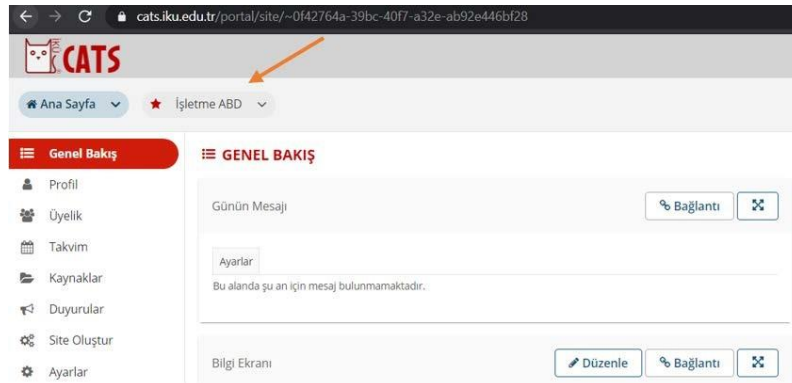 cats.iku.edu.tr/portal/site/~0f42764a-39bc-40f7-a32e-ab92e446bf28
İKÜ CATS
Ana Sayfa İşletme ABD
Genel Bakış
GENEL BAKIŞ
Profil
Günün Mesajı Bağlantı
Üyelik
Takvim
Ayarlar
Kaynaklar
Bu alanda şu an için mesaj bulunmamaktadır.
Duyurular
Site Oluştur
Bilgi Ekranı Düzenle Bağlantı
Ayarlar